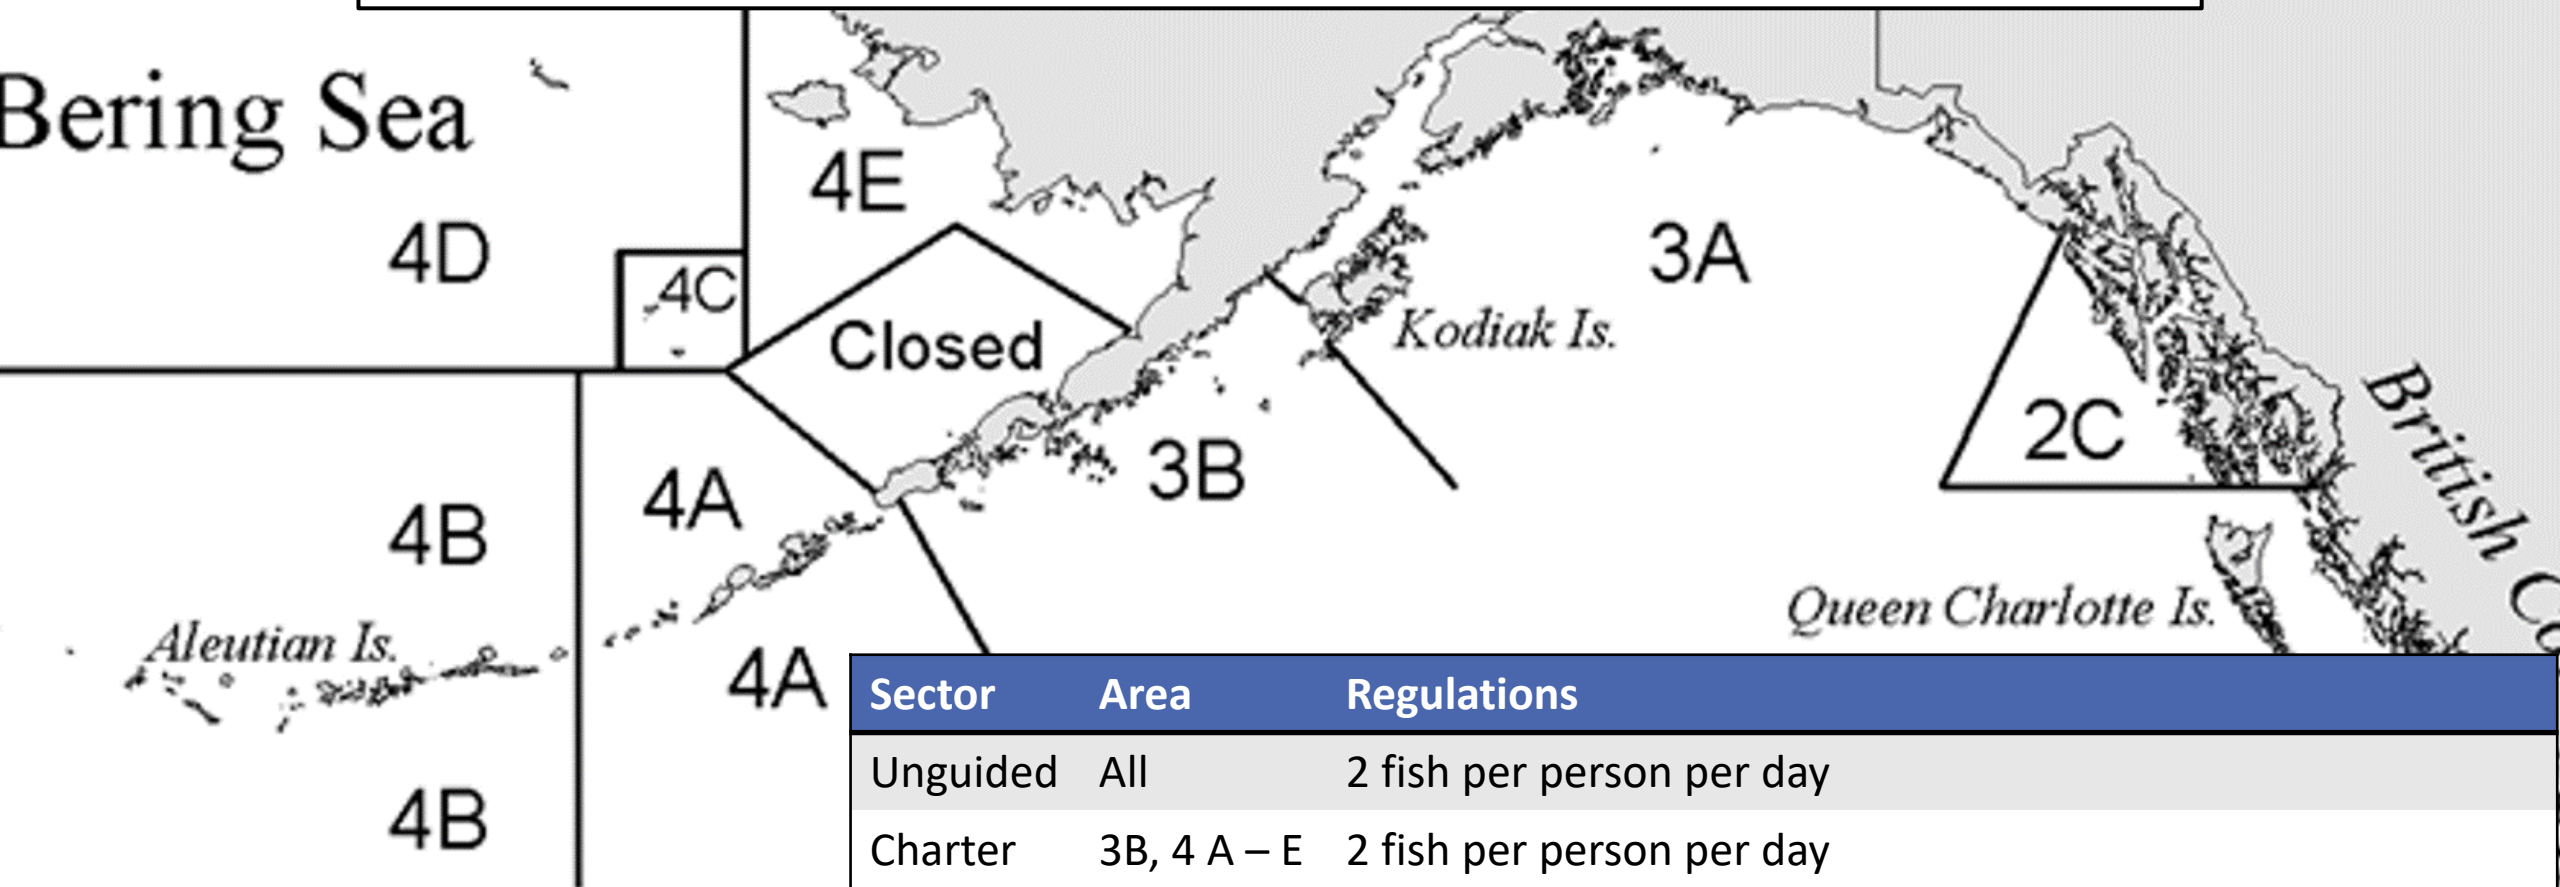 Bering Sea
4E
4D
4C
3A
Closed
Kodiak Is.
British Co
2C
3B
4A
4B
Queen Charlotte Is.
Aleutian Is.
4A
4B
Sector Area Regulations
Unguided All 2 fish per person per day
Charter 3B, 4 A – E 2 fish per person per day